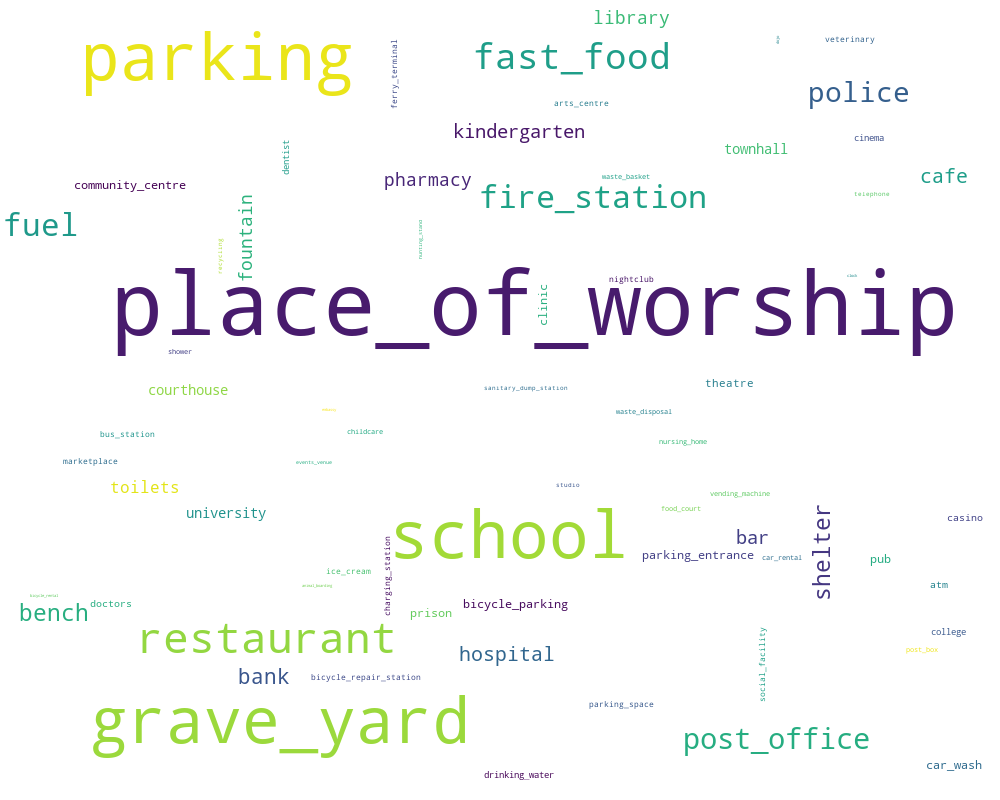 library
parking
fast_food
ferry_terminal
veterinary
police
arts_centre
kindergarten
cinema
townhall
dentist
community_centre
pharmacy
waste_basket
cafe
fire_station
telephone
fuel
fountain
recycling
hunting_stand
place_of_worship
clinic
nightclub
clock
shower
courthouse
sanitary_dump_station
theatre
waste_disposal
bus_station
childcare
nursing_home
marketplace
events_venue
toilets
studio
vending_machine
university
food_court
school
shelter
casino
bar
parking_entrance
car_rental
pub
charging_station
ice_cream
atm
bicycle_rental
bench
doctors
bicycle_parking
prison
restaurant
hospital
social_facility
college
post_box
bank
bicycle_repair_station
parking_space
grave_yard
post_office
car_wash
drinking_water